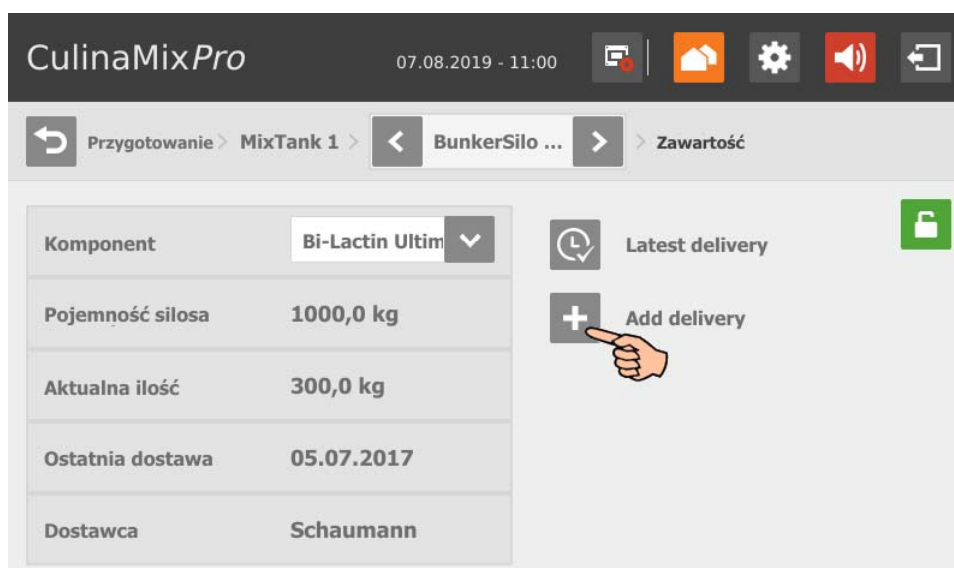 CulinaMixPro 07.08.2019 - 11:00
Przygotowanie > MixTank 1 > < BunkerSilo ... > > Zawartość
Komponent Bi-Lactin Ultim Latest delivery
Pojemność silosa 1000,0 kg Add delivery
Aktualna ilość 300,0 kg
Ostatnia dostawa 05.07.2017
Dostawca Schaumann